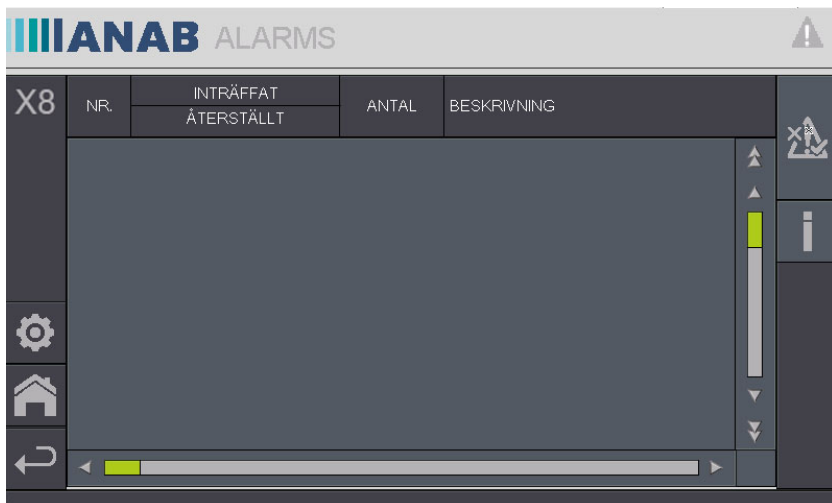 ANAB ALARMS
X8
NR.
INTRÄFFAT
ÅTERSTÄLLT
ANTAL
BESKRIVNING